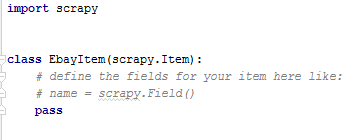 import scrapy
class EbayItem(scrapy.Item):
# define the fields for your item here like:
# name = scrapy.Field()
pass